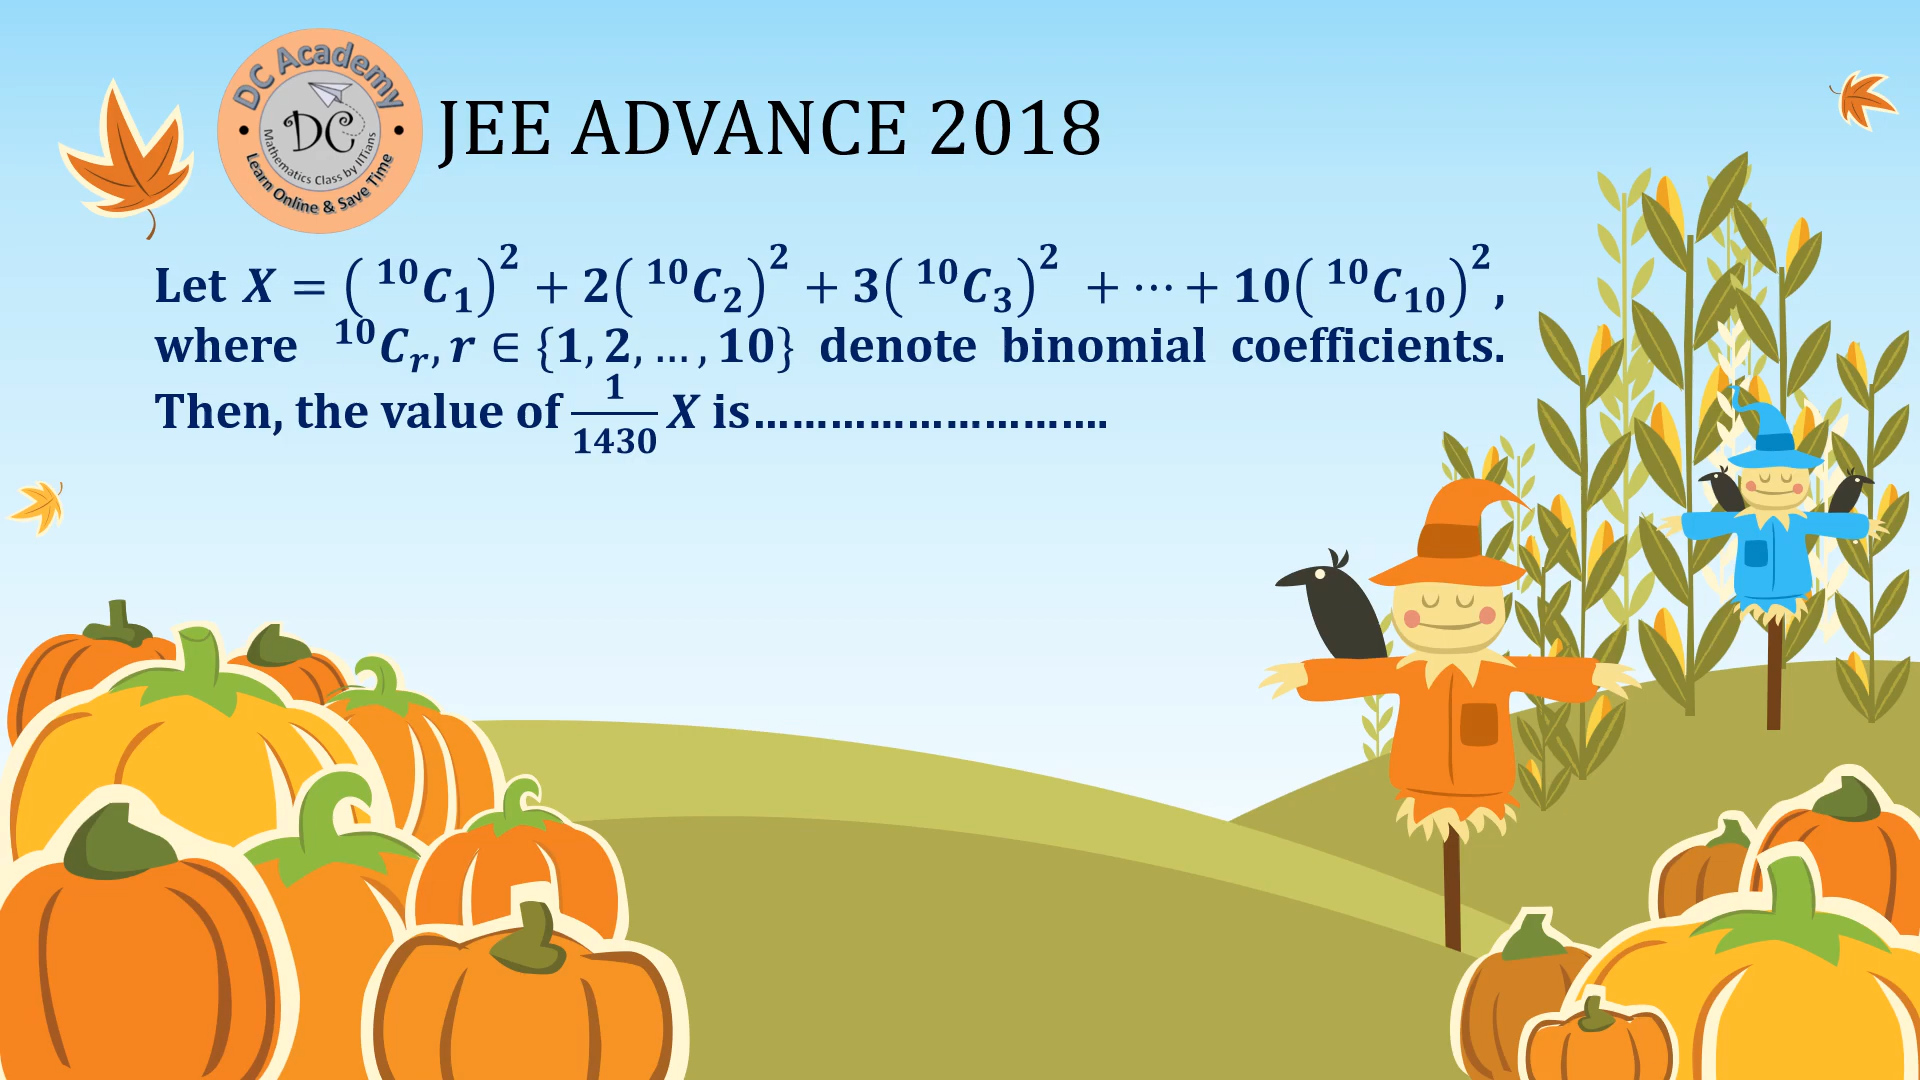 DC Academy
DC
Mathematics Class by IITians
Learn Online & Save Time
JEE ADVANCE 2018
Let X = (¹⁰C₁)² + 2(¹⁰C₂)² + 3(¹⁰C₃)² + ⋯ + 10(¹⁰C₁₀)²,
where ¹⁰Cᵣ, r ∈ {1, 2, … , 10} denote binomial coefficients.
Then, the value of 1/1430 X is……………………….